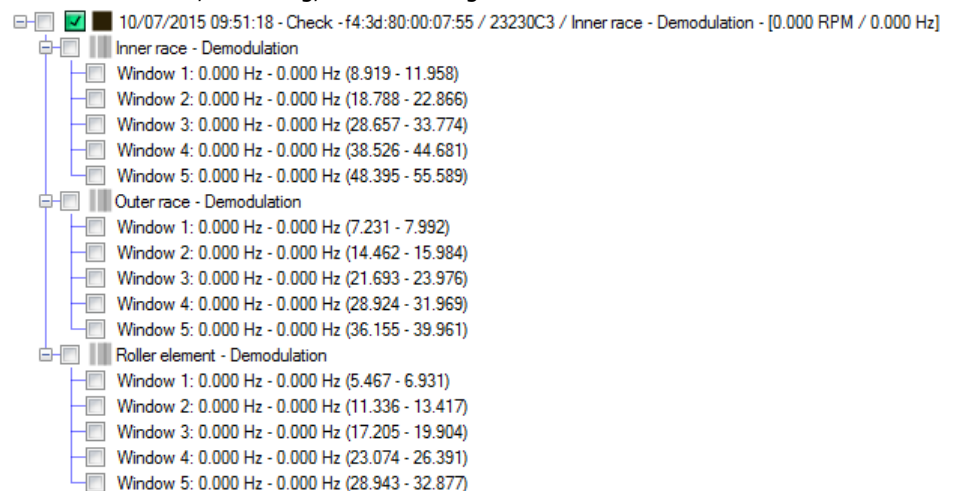 10/07/2015 09:51:18 - Check - f4:3d:80:00:07:55 / 23230C3 / Inner race - Demodulation - [0.000 RPM / 0.000 Hz]
Inner race - Demodulation
Window 1: 0.000 Hz - 0.000 Hz (8.919 - 11.958)
Window 2: 0.000 Hz - 0.000 Hz (18.788 - 22.866)
Window 3: 0.000 Hz - 0.000 Hz (28.657 - 33.774)
Window 4: 0.000 Hz - 0.000 Hz (38.526 - 44.681)
Window 5: 0.000 Hz - 0.000 Hz (48.395 - 55.589)
Outer race - Demodulation
Window 1: 0.000 Hz - 0.000 Hz (7.231 - 7.992)
Window 2: 0.000 Hz - 0.000 Hz (14.462 - 15.984)
Window 3: 0.000 Hz - 0.000 Hz (21.693 - 23.976)
Window 4: 0.000 Hz - 0.000 Hz (28.924 - 31.969)
Window 5: 0.000 Hz - 0.000 Hz (36.155 - 39.961)
Roller element - Demodulation
Window 1: 0.000 Hz - 0.000 Hz (5.467 - 6.931)
Window 2: 0.000 Hz - 0.000 Hz (11.336 - 13.417)
Window 3: 0.000 Hz - 0.000 Hz (17.205 - 19.904)
Window 4: 0.000 Hz - 0.000 Hz (23.074 - 26.391)
Window 5: 0.000 Hz - 0.000 Hz (28.943 - 32.877)